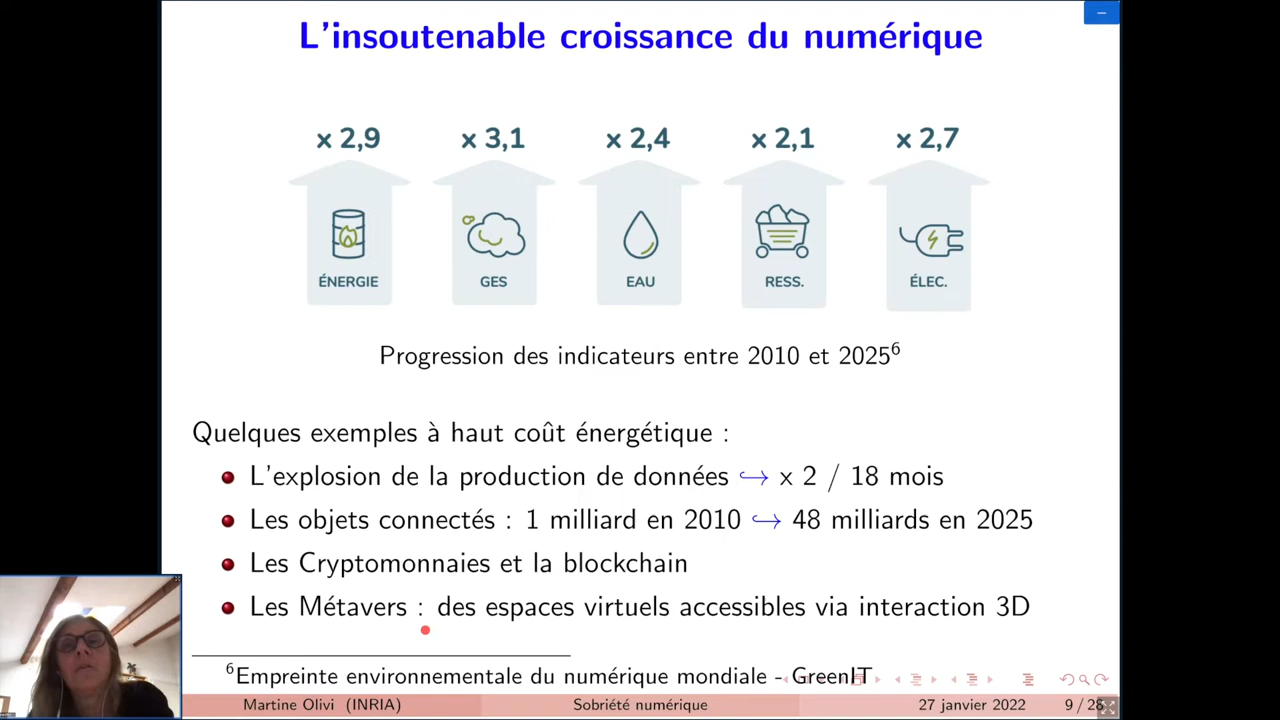 L'insoutenable croissance du numérique
x 2,9 x 3,1 x 2,4 x 2,1 x 2,7
ÉNERGIE GES EAU RESS. ÉLEC.
Progression des indicateurs entre 2010 et 2025⁶
Quelques exemples à haut coût énergétique :
L'explosion de la production de données ↪ x 2 / 18 mois
Les objets connectés : 1 milliard en 2010 ↪ 48 milliards en 2025
Les Cryptomonnaies et la blockchain
Les Métavers : des espaces virtuels accessibles via interaction 3D
⁶Empreinte environnementale du numérique mondiale - GreenIT
Martine Olivi (INRIA) Sobriété numérique 27 janvier 2022 9 / 28